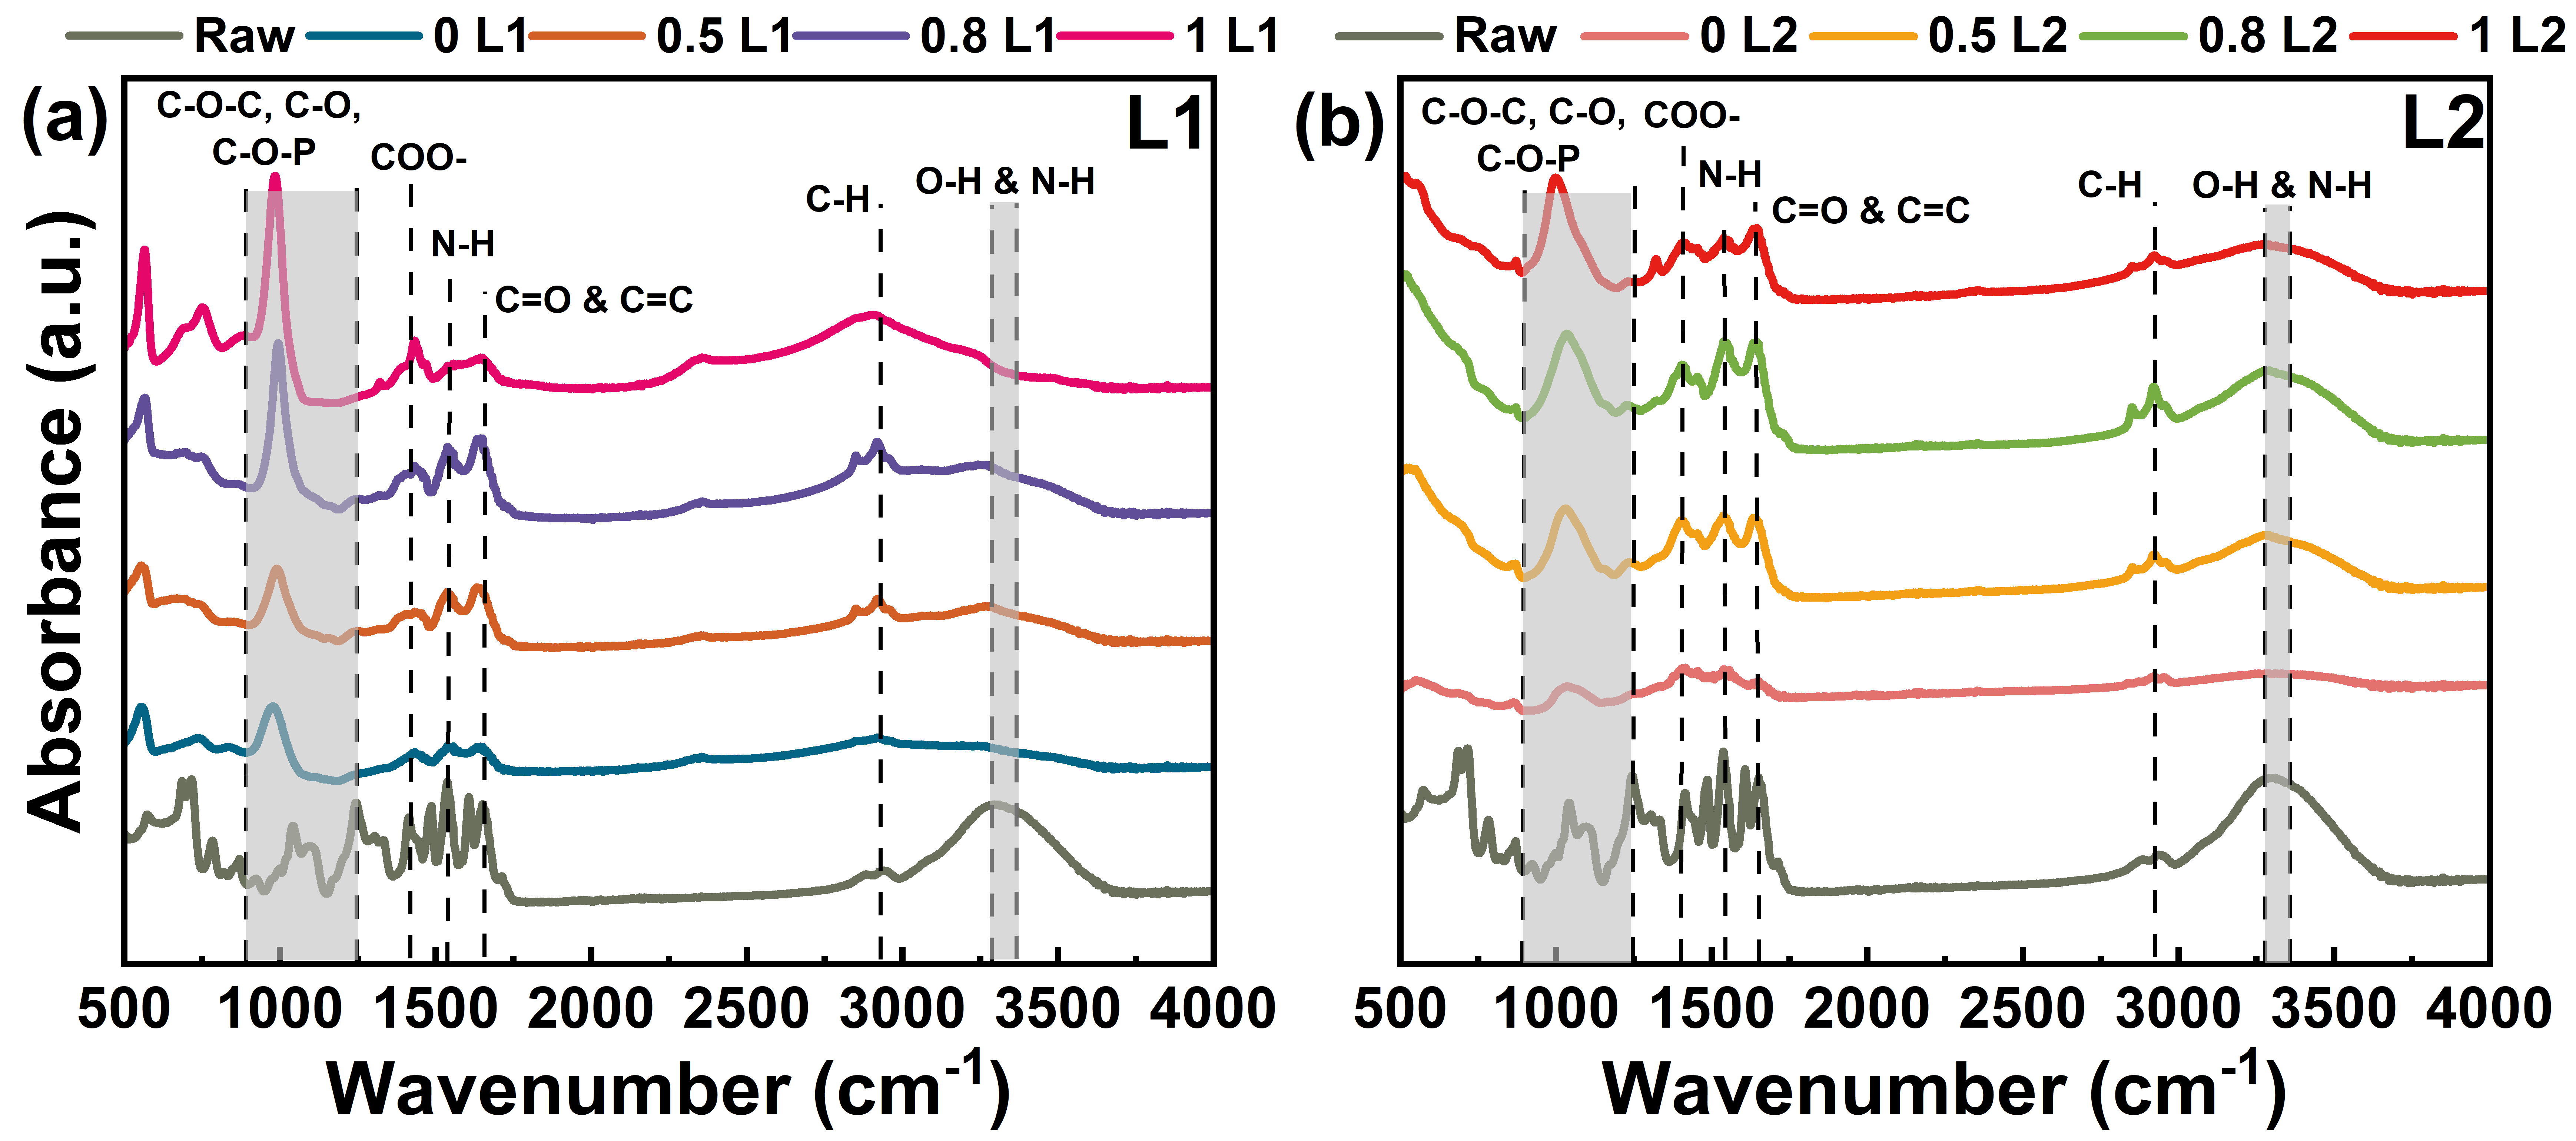 Raw 0 L1 0.5 L1 0.8 L1 1 L1
(a)
L1
C-O-C, C-O,
C-O-P
COO-
N-H
C=O & C=C
C-H
O-H & N-H
Absorbance (a.u.)
500 1000 1500 2000 2500 3000 3500 4000
Wavenumber (cm-1)
Raw 0 L2 0.5 L2 0.8 L2 1 L2
(b)
L2
C-O-C, C-O,
C-O-P
COO-
N-H
C=O & C=C
C-H
O-H & N-H
500 1000 1500 2000 2500 3000 3500 4000
Wavenumber (cm-1)